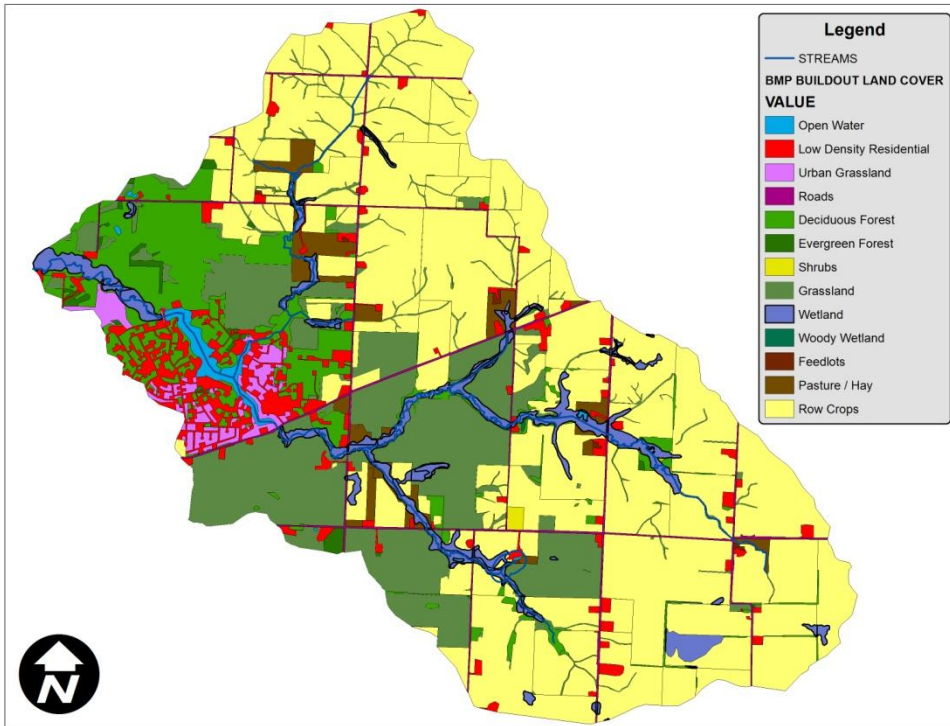 Legend
STREAMS
BMP BUILDOUT LAND COVER
VALUE
Open Water
Low Density Residential
Urban Grassland
Roads
Deciduous Forest
Evergreen Forest
Shrubs
Grassland
Wetland
Woody Wetland
Feedlots
Pasture / Hay
Row Crops
N